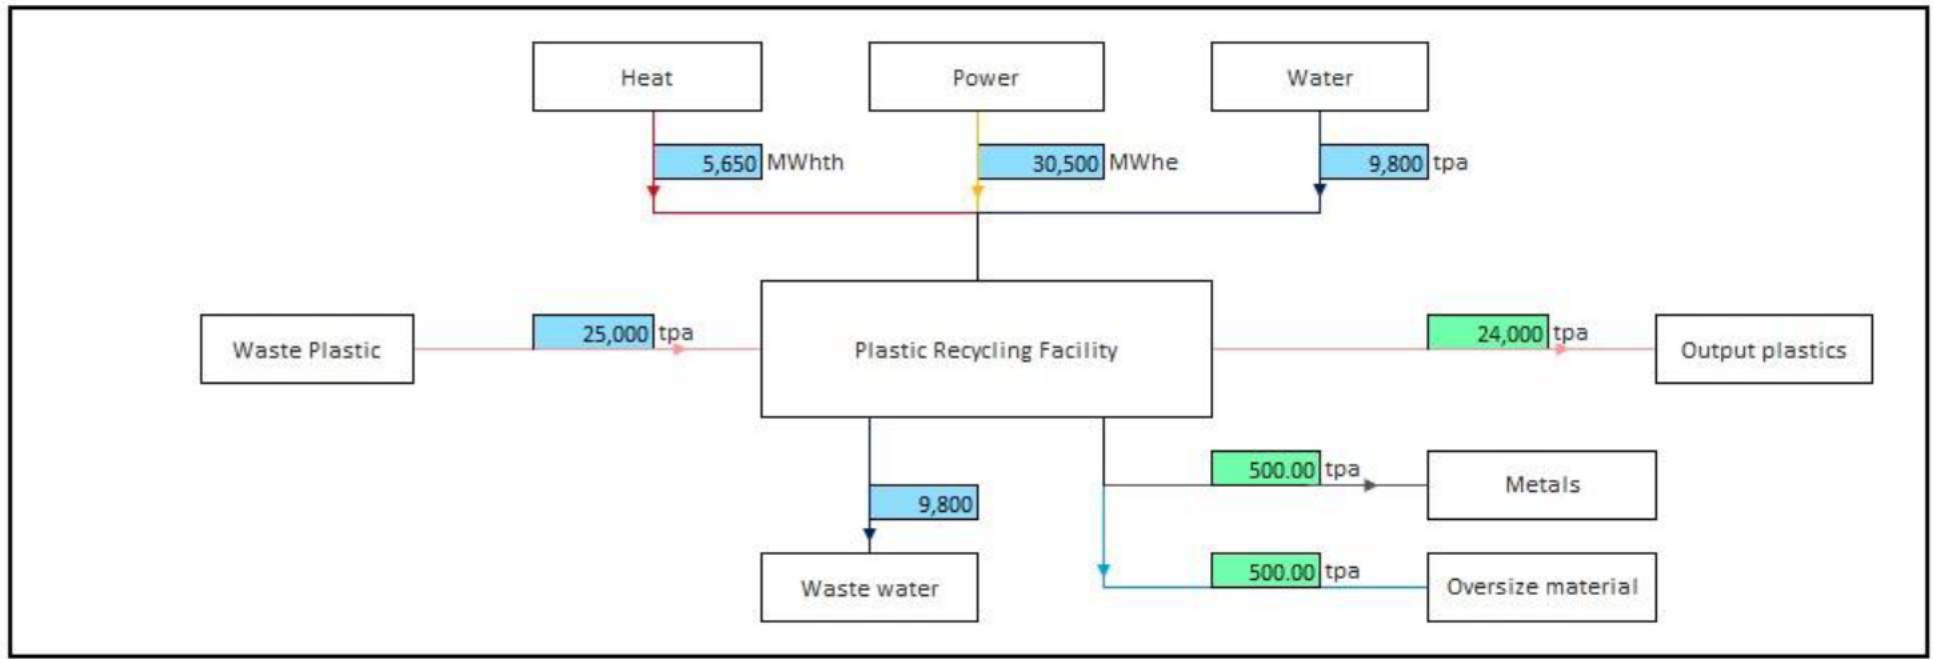 Heat
Power
Water
5,650 MWhth
30,500 MWhe
9,800 tpa
Waste Plastic
25,000 tpa
Plastic Recycling Facility
24,000 tpa
Output plastics
500.00 tpa
Metals
9,800
500.00 tpa
Oversize material
Waste water